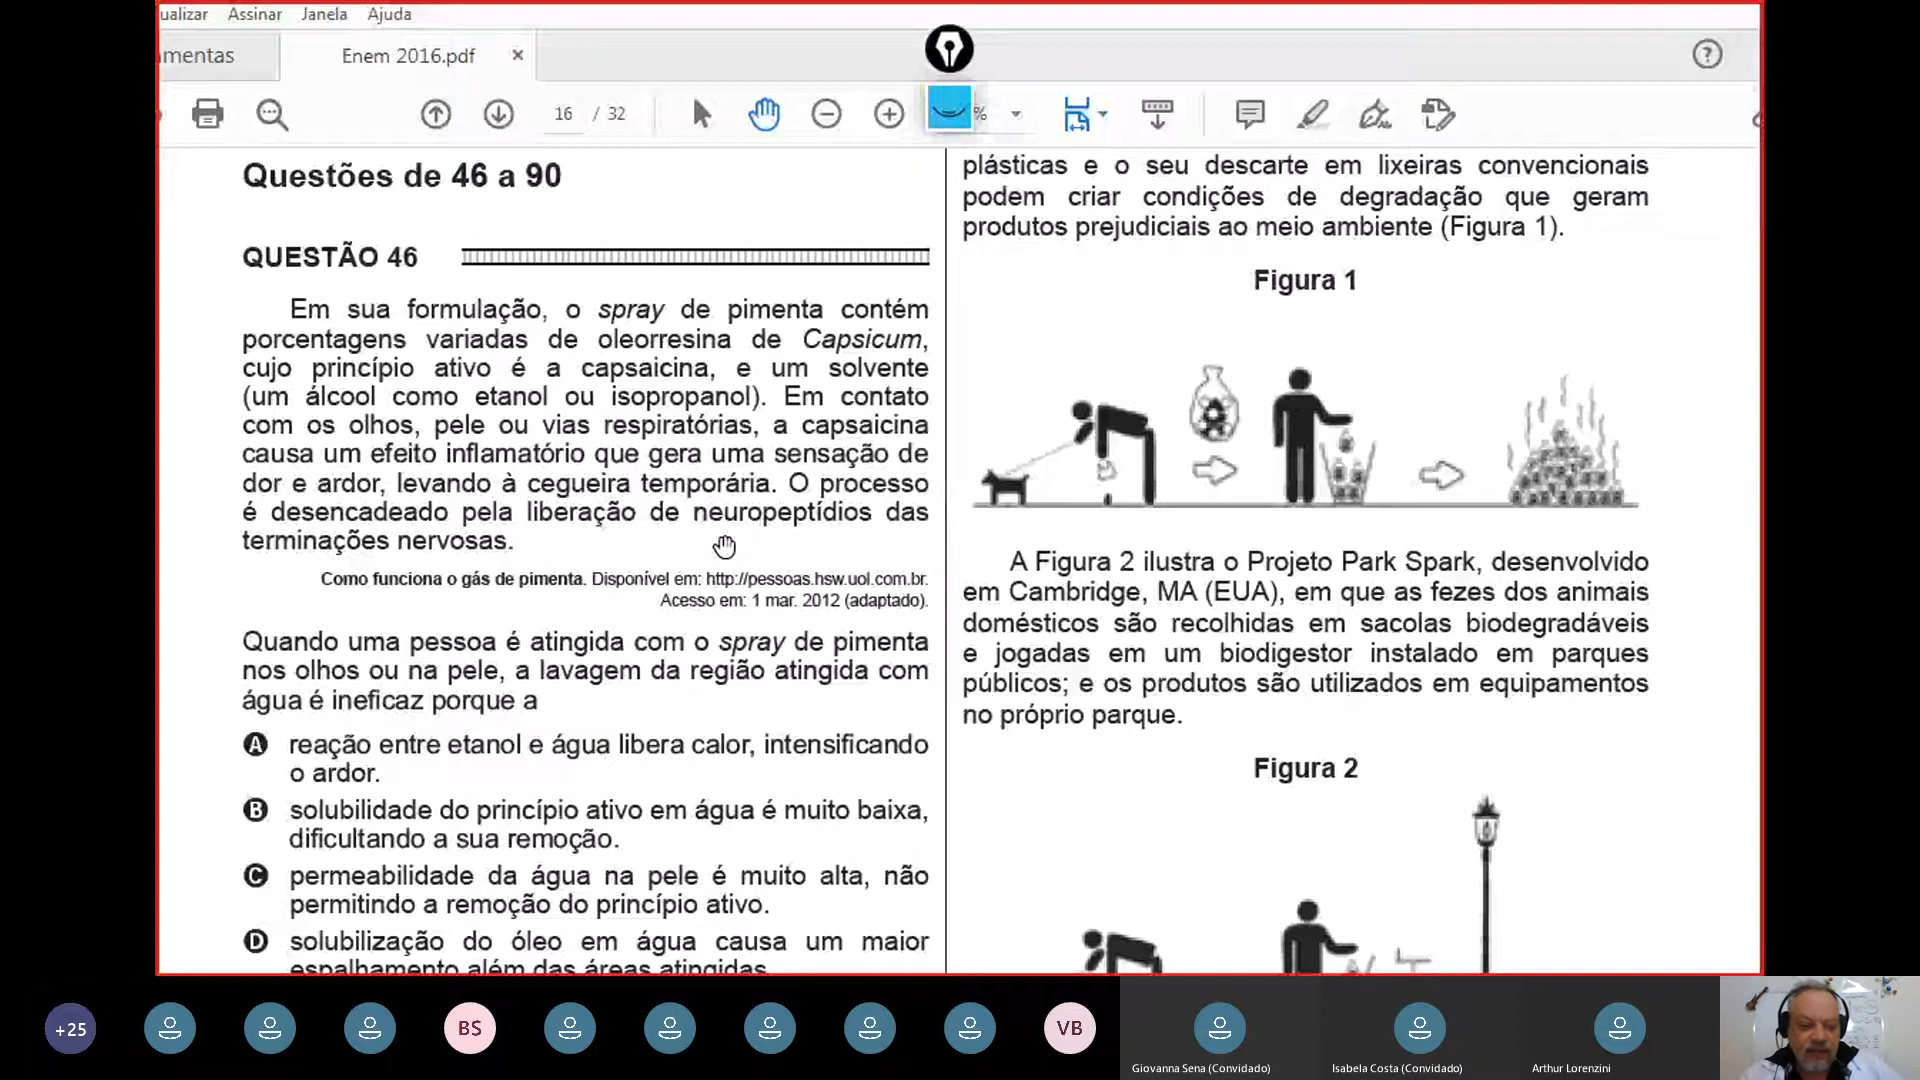 ualizar Assinar Janela Ajuda
amentas Enem 2016.pdf
16 / 32 %
Questões de 46 a 90
QUESTÃO 46
Em sua formulação, o spray de pimenta contém
porcentagens variadas de oleorresina de Capsicum,
cujo princípio ativo é a capsaicina, e um solvente
(um álcool como etanol ou isopropanol). Em contato
com os olhos, pele ou vias respiratórias, a capsaicina
causa um efeito inflamatório que gera uma sensação de
dor e ardor, levando à cegueira temporária. O processo
é desencadeado pela liberação de neuropeptídios das
terminações nervosas.
Como funciona o gás de pimenta. Disponível em: http://pessoas.hsw.uol.com.br.
Acesso em: 1 mar. 2012 (adaptado).
Quando uma pessoa é atingida com o spray de pimenta
nos olhos ou na pele, a lavagem da região atingida com
água é ineficaz porque a
A reação entre etanol e água libera calor, intensificando
o ardor.
B solubilidade do princípio ativo em água é muito baixa,
dificultando a sua remoção.
C permeabilidade da água na pele é muito alta, não
permitindo a remoção do princípio ativo.
D solubilização do óleo em água causa um maior
espalhamento além das áreas atingidas.
plásticas e o seu descarte em lixeiras convencionais
podem criar condições de degradação que geram
produtos prejudiciais ao meio ambiente (Figura 1).
Figura 1
A Figura 2 ilustra o Projeto Park Spark, desenvolvido
em Cambridge, MA (EUA), em que as fezes dos animais
domésticos são recolhidas em sacolas biodegradáveis
e jogadas em um biodigestor instalado em parques
públicos; e os produtos são utilizados em equipamentos
no próprio parque.
Figura 2
+25 BS VB
Giovanna Sena (Convidado) Isabela Costa (Convidado) Arthur Lorenzini